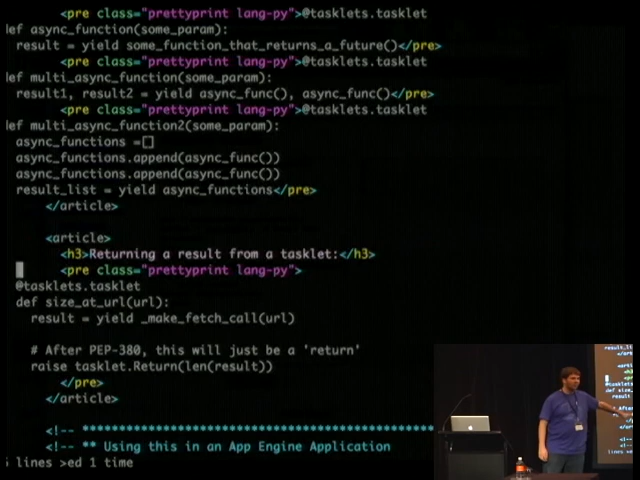 <pre class="prettyprint lang-py">@tasklets.tasklet
def async_function(some_param):
result = yield some_function_that_returns_a_future()</pre>
<pre class="prettyprint lang-py">@tasklets.tasklet
def multi_async_function(some_param):
result1, result2 = yield async_func(), async_func()</pre>
<pre class="prettyprint lang-py">@tasklets.tasklet
def multi_async_function2(some_param):
async_functions =[]
async_functions.append(async_func())
async_functions.append(async_func())
result_list = yield async_functions</pre>
</article>
<article>
<h3>Returning a result from a tasklet:</h3>
<pre class="prettyprint lang-py">
@tasklets.tasklet
def size_at_url(url):
result = yield _make_fetch_call(url)
# After PEP-380, this will just be a 'return'
raise tasklet.Return(len(result))
</pre>
</article>
<!-- ****************************************
<!-- ** Using this in an App Engine Application
lines >ed 1 time